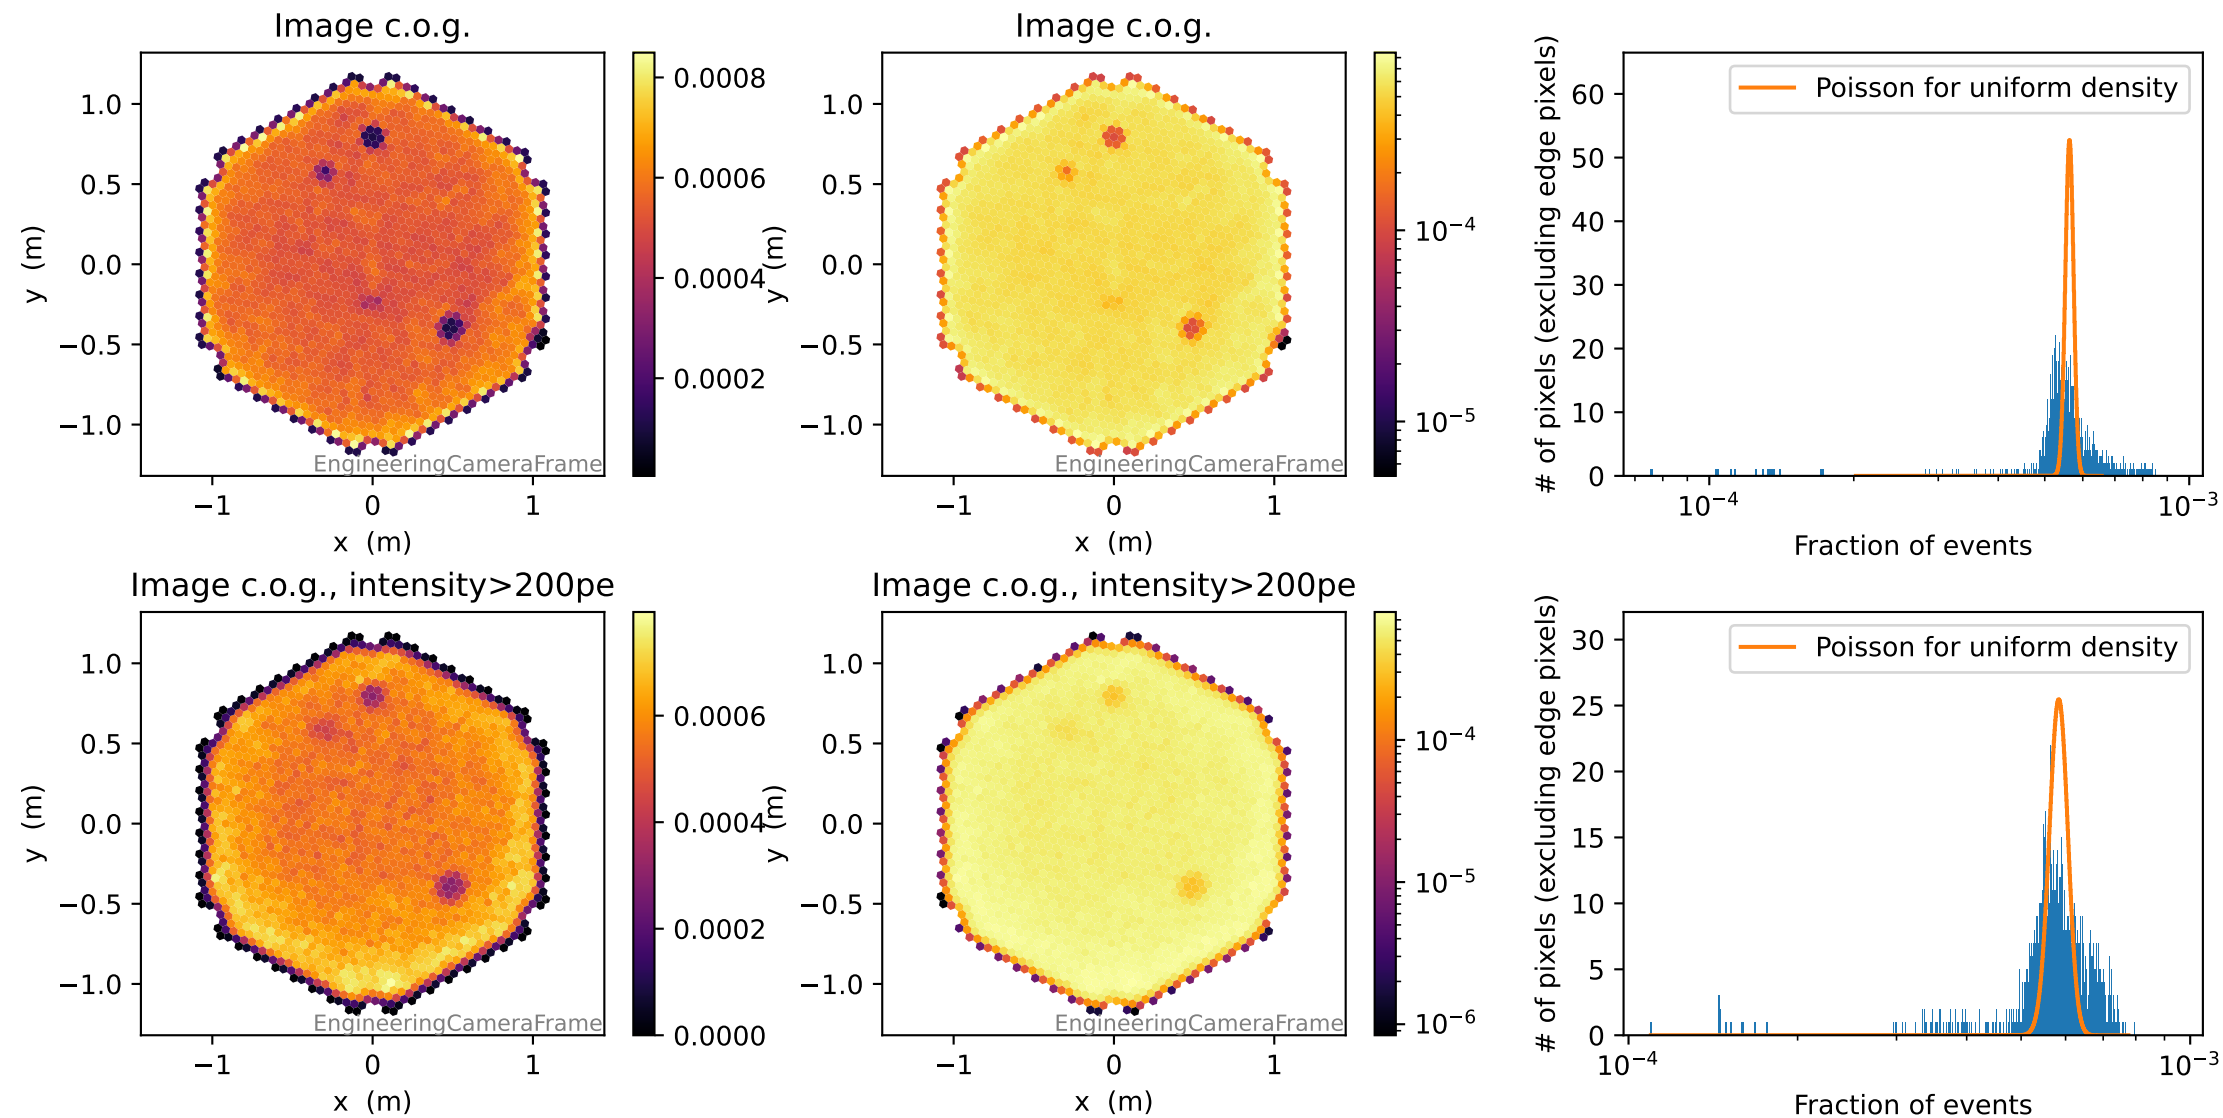 Image c.o.g.
1.0
0.5
0.0
−0.5
−1.0
y (m)
−1
0
1
x (m)
EngineeringCameraFrame
0.0008
0.0006
0.0004
0.0002
Image c.o.g.
1.0
0.5
0.0
−0.5
−1.0
y (m)
−1
0
1
x (m)
EngineeringCameraFrame
10⁻⁴
10⁻⁵
# of pixels (excluding edge pixels)
60
50
40
30
20
10
0
Poisson for uniform density
10⁻⁴
10⁻³
Fraction of events
Image c.o.g., intensity>200pe
1.0
0.5
0.0
−0.5
−1.0
y (m)
−1
0
1
x (m)
EngineeringCameraFrame
0.0006
0.0004
0.0002
0.0000
Image c.o.g., intensity>200pe
1.0
0.5
0.0
−0.5
−1.0
y (m)
−1
0
1
x (m)
EngineeringCameraFrame
10⁻⁴
10⁻⁵
10⁻⁶
# of pixels (excluding edge pixels)
30
25
20
15
10
5
0
Poisson for uniform density
10⁻⁴
10⁻³
Fraction of events